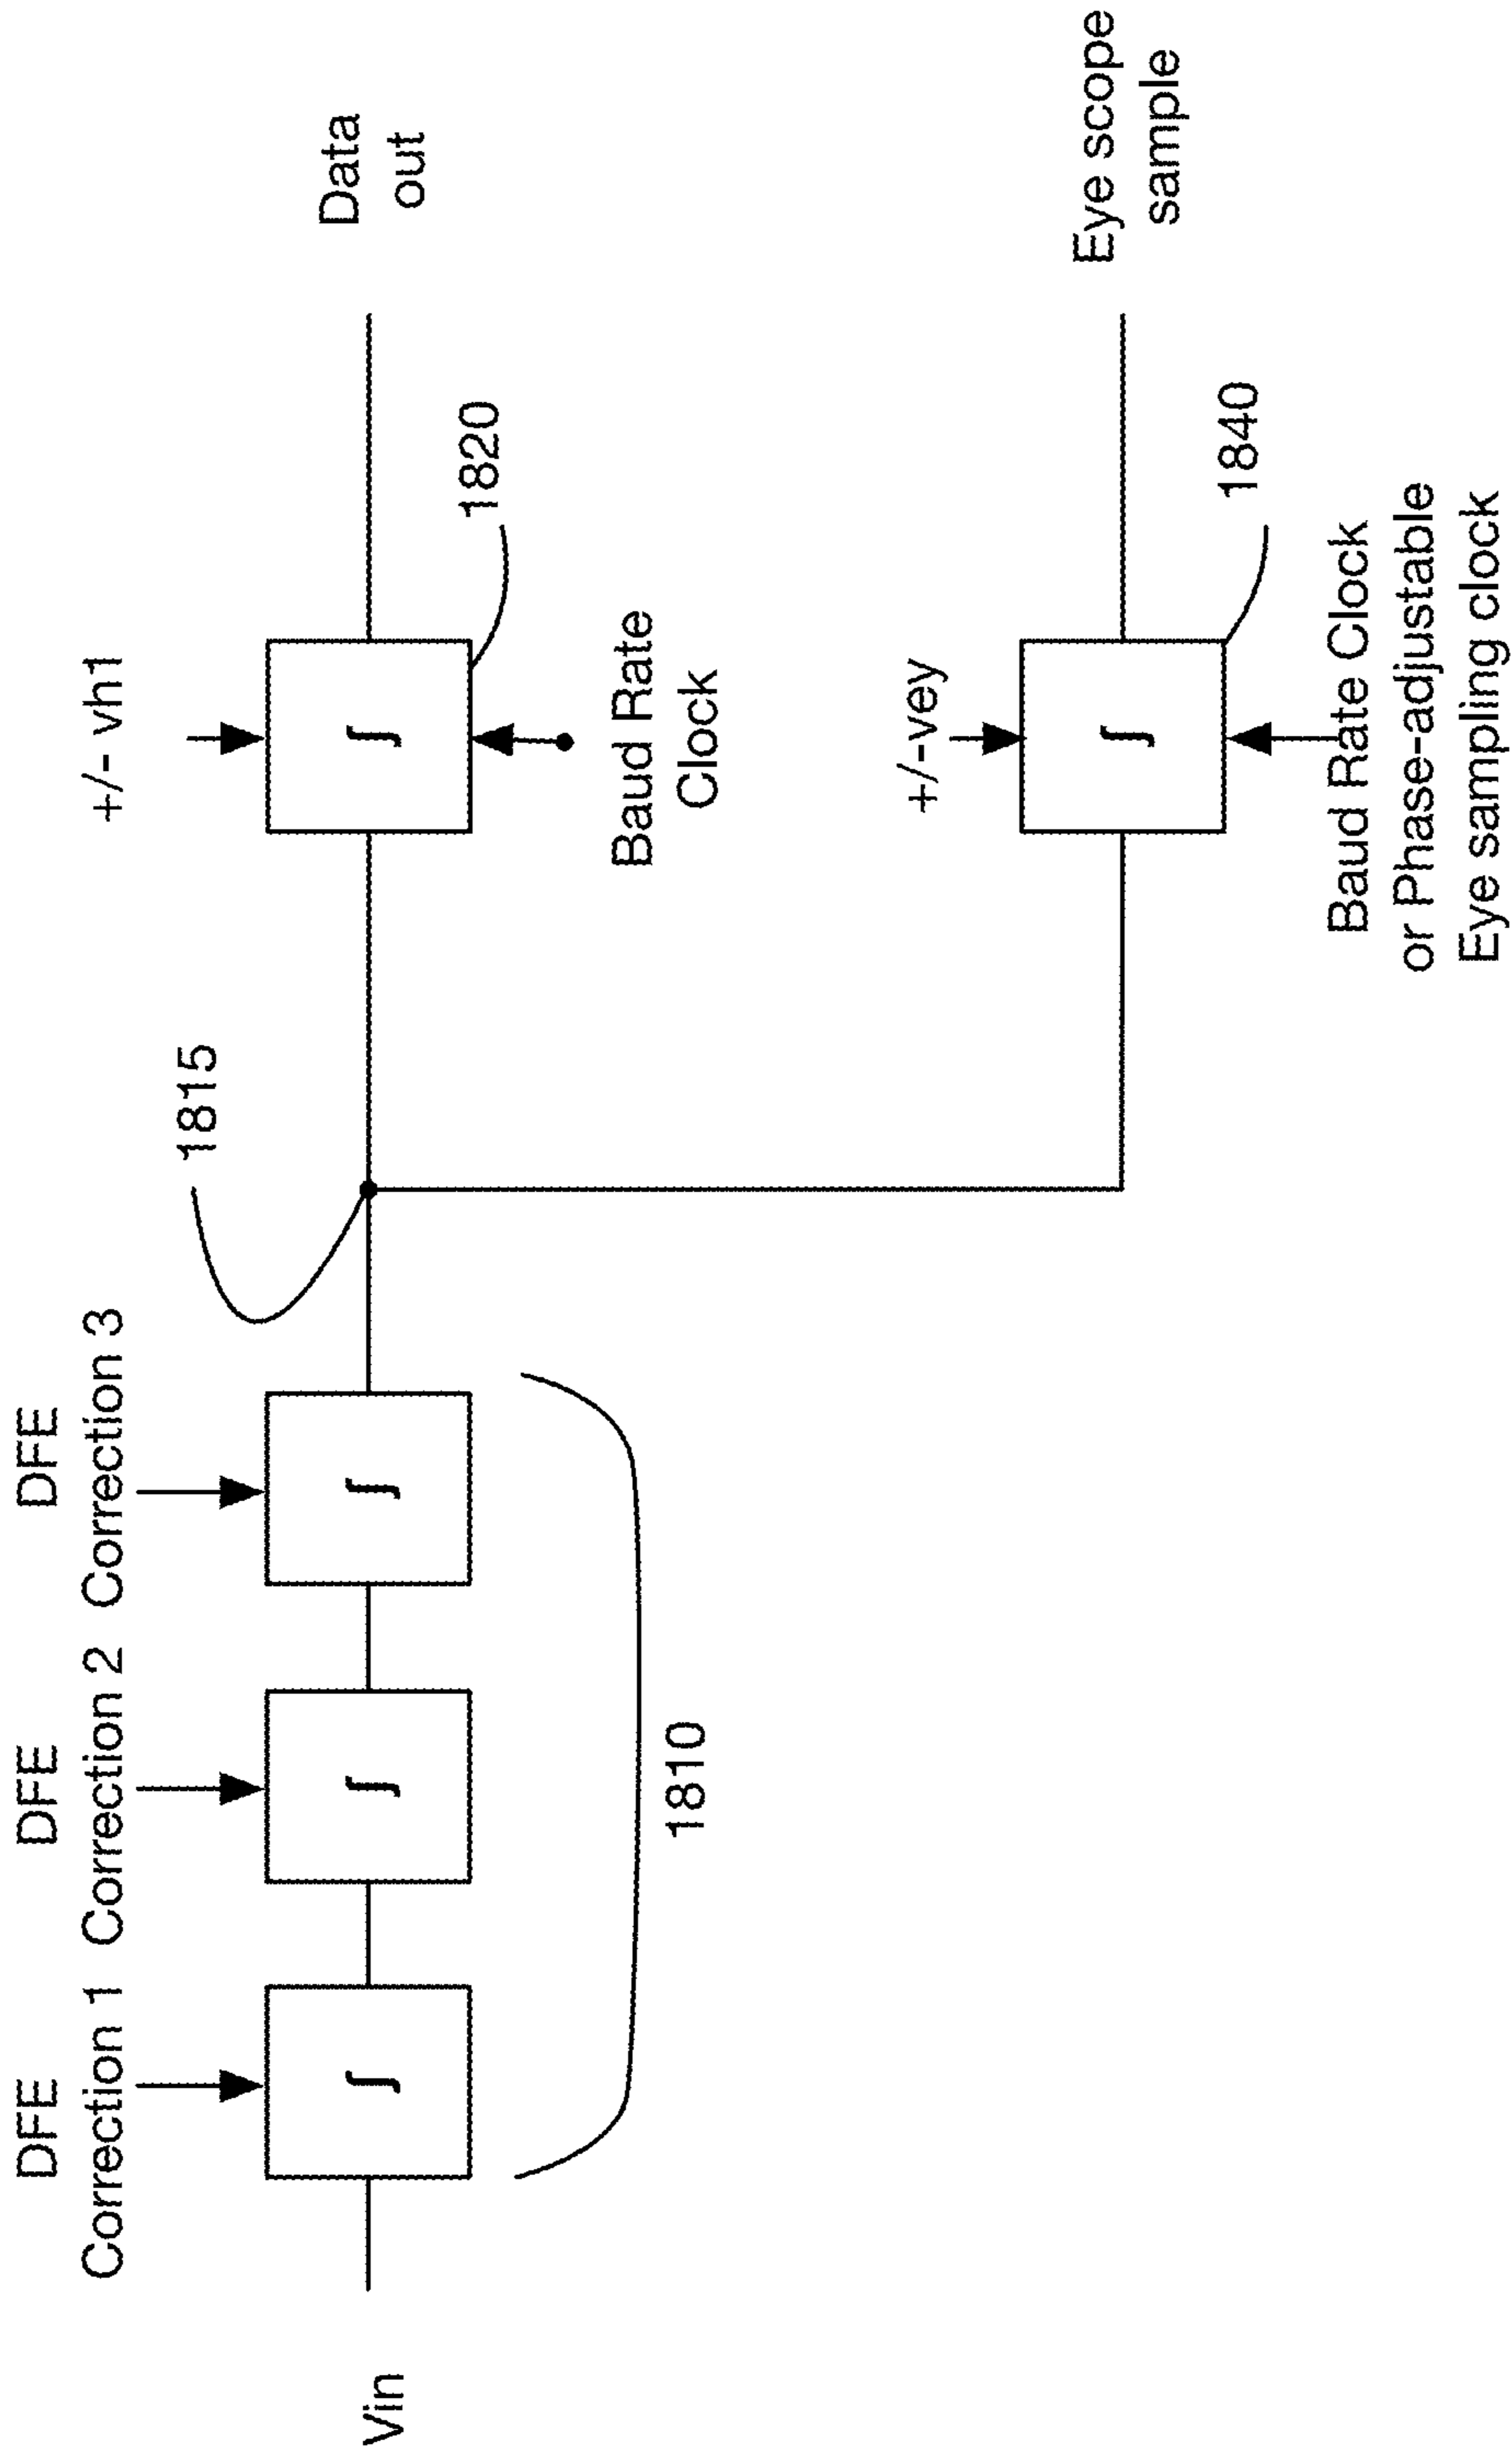 DFE
Correction 1
DFE
Correction 2
DFE
Correction 3
Vin
∫
∫
∫
1810
1815
+/- vh1
∫
1820
Baud Rate
Clock
Data
out
+/-vey
∫
1840
Baud Rate Clock
or Phase-adjustable
Eye sampling clock
Eye scope
sample